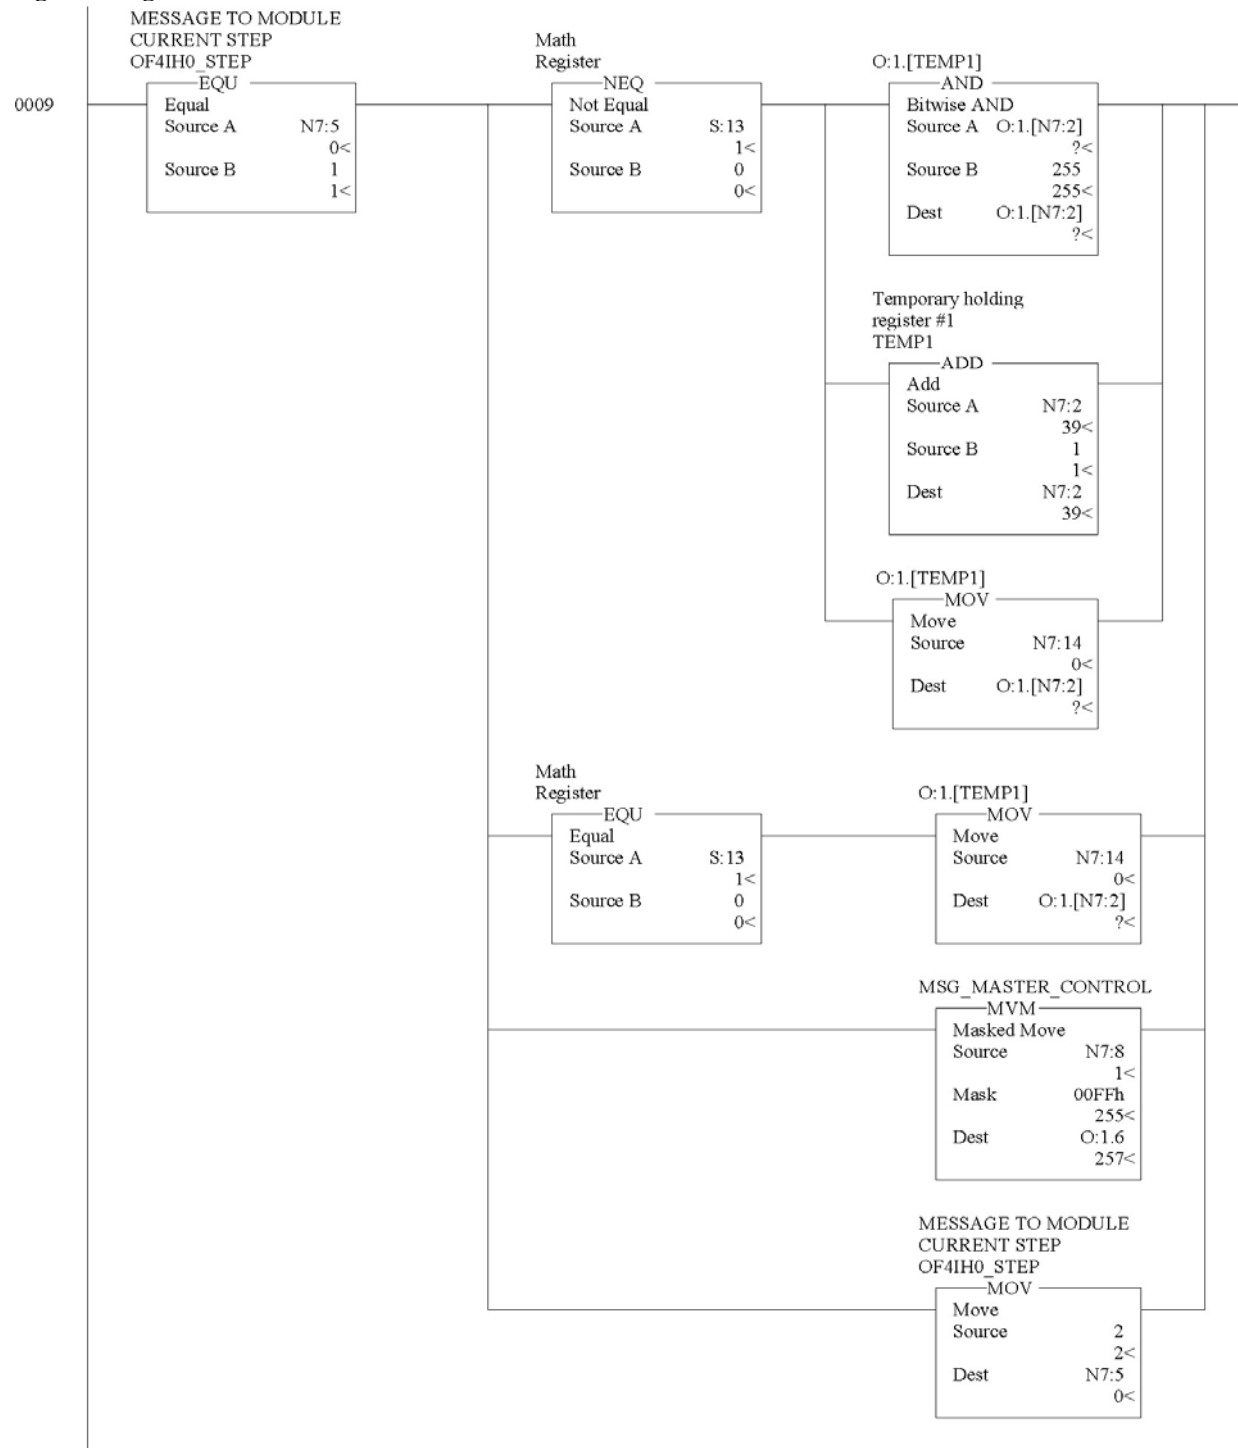 MESSAGE TO MODULE
CURRENT STEP
OF4IH0_STEP
EQU
Equal
Source A N7:5
0<
Source B 1
1<
0009
Math
Register
NEQ
Not Equal
Source A S:13
1<
Source B 0
0<
O:1.[TEMP1]
AND
Bitwise AND
Source A O:1.[N7:2]
?<
Source B 255
255<
Dest O:1.[N7:2]
?<
Temporary holding
register #1
TEMP1
ADD
Add
Source A N7:2
39<
Source B 1
1<
Dest N7:2
39<
O:1.[TEMP1]
MOV
Move
Source N7:14
0<
Dest O:1.[N7:2]
?<
Math
Register
EQU
Equal
Source A S:13
1<
Source B 0
0<
O:1.[TEMP1]
MOV
Move
Source N7:14
0<
Dest O:1.[N7:2]
?<
MSG_MASTER_CONTROL
MVM
Masked Move
Source N7:8
1<
Mask 00FFh
255<
Dest O:1.6
257<
MESSAGE TO MODULE
CURRENT STEP
OF4IH0_STEP
MOV
Move
Source 2
2<
Dest N7:5
0<